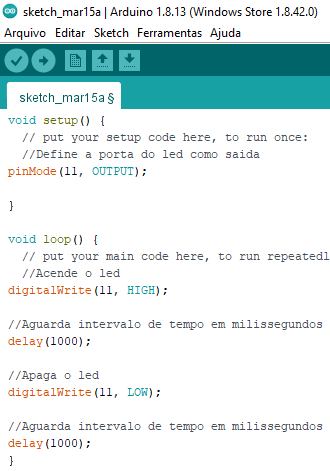 sketch_mar15a | Arduino 1.8.13 (Windows Store 1.8.42.0)
Arquivo Editar Sketch Ferramentas Ajuda
sketch_mar15a §
void setup() {
  // put your setup code here, to run once:
  //Define a porta do led como saida
pinMode(11, OUTPUT);
}
void loop() {
  // put your main code here, to run repeatedl
  //Acende o led
digitalWrite(11, HIGH);
//Aguarda intervalo de tempo em milissegundos
delay(1000);
//Apaga o led
digitalWrite(11, LOW);
//Aguarda intervalo de tempo em milissegundos
delay(1000);
}